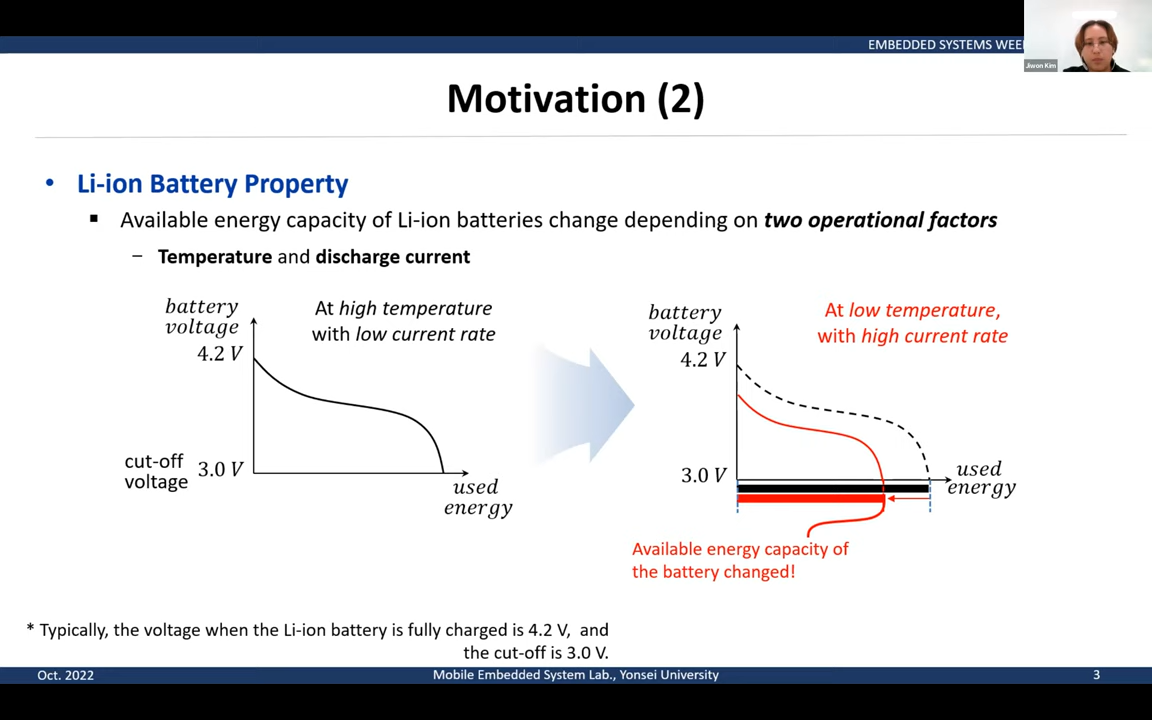 EMBEDDED SYSTEMS WEE
Jiwon Kim
Motivation (2)
• Li-ion Battery Property
▪ Available energy capacity of Li-ion batteries change depending on two operational factors
− Temperature and discharge current
battery
voltage
4.2 V
At high temperature
with low current rate
cut-off
voltage
3.0 V
used
energy
battery
voltage
4.2 V
At low temperature,
with high current rate
3.0 V
used
energy
Available energy capacity of
the battery changed!
* Typically, the voltage when the Li-ion battery is fully charged is 4.2 V, and
the cut-off is 3.0 V.
Oct. 2022
Mobile Embedded System Lab., Yonsei University
3